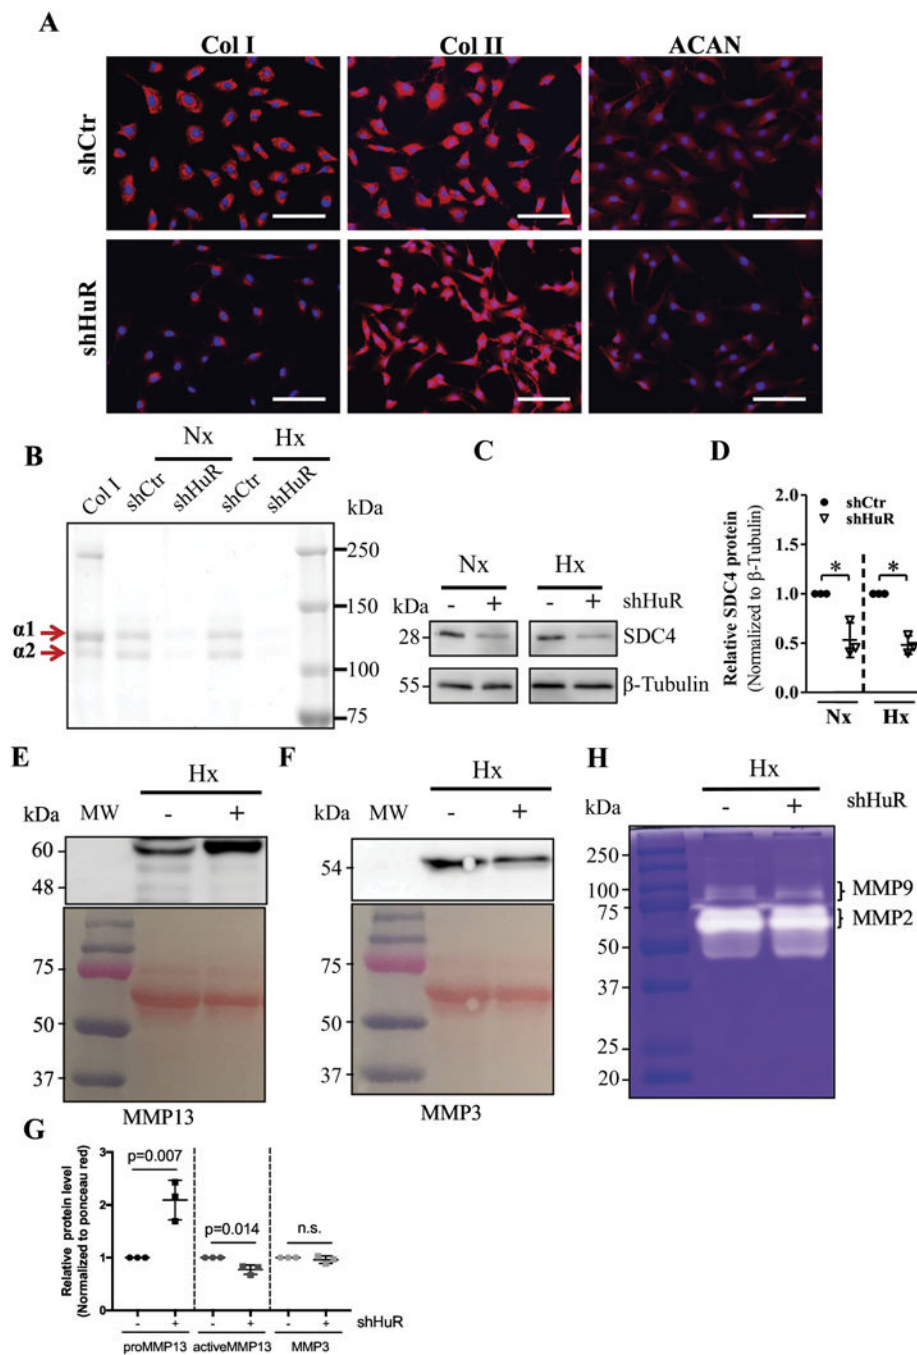 A
Col I Col II ACAN
shCtr
shHuR
B
Nx Hx
Col I shCtr shHuR shCtr shHuR
kDa
250
150
100
75
α1
α2
C
Nx Hx
kDa - + - + shHuR
28 SDC4
55 β-Tubulin
D
Relative SDC4 protein
(Normalized to β-Tubulin)
2.0
1.5
1.0
0.5
0.0
shCtr
shHuR
* *
Nx Hx
E
Hx
kDa MW - +
60
48
75
50
37
MMP13
F
Hx
kDa MW - +
54
75
50
37
MMP3
H
Hx
kDa - + shHuR
250
100
75
50
37
25
20
MMP9
MMP2
G
Relative protein level
(Normalized to ponceau red)
3
2
1
0
p=0.007
p=0.014
n.s.
- + - + - + shHuR
proMMP13 activeMMP13 MMP3